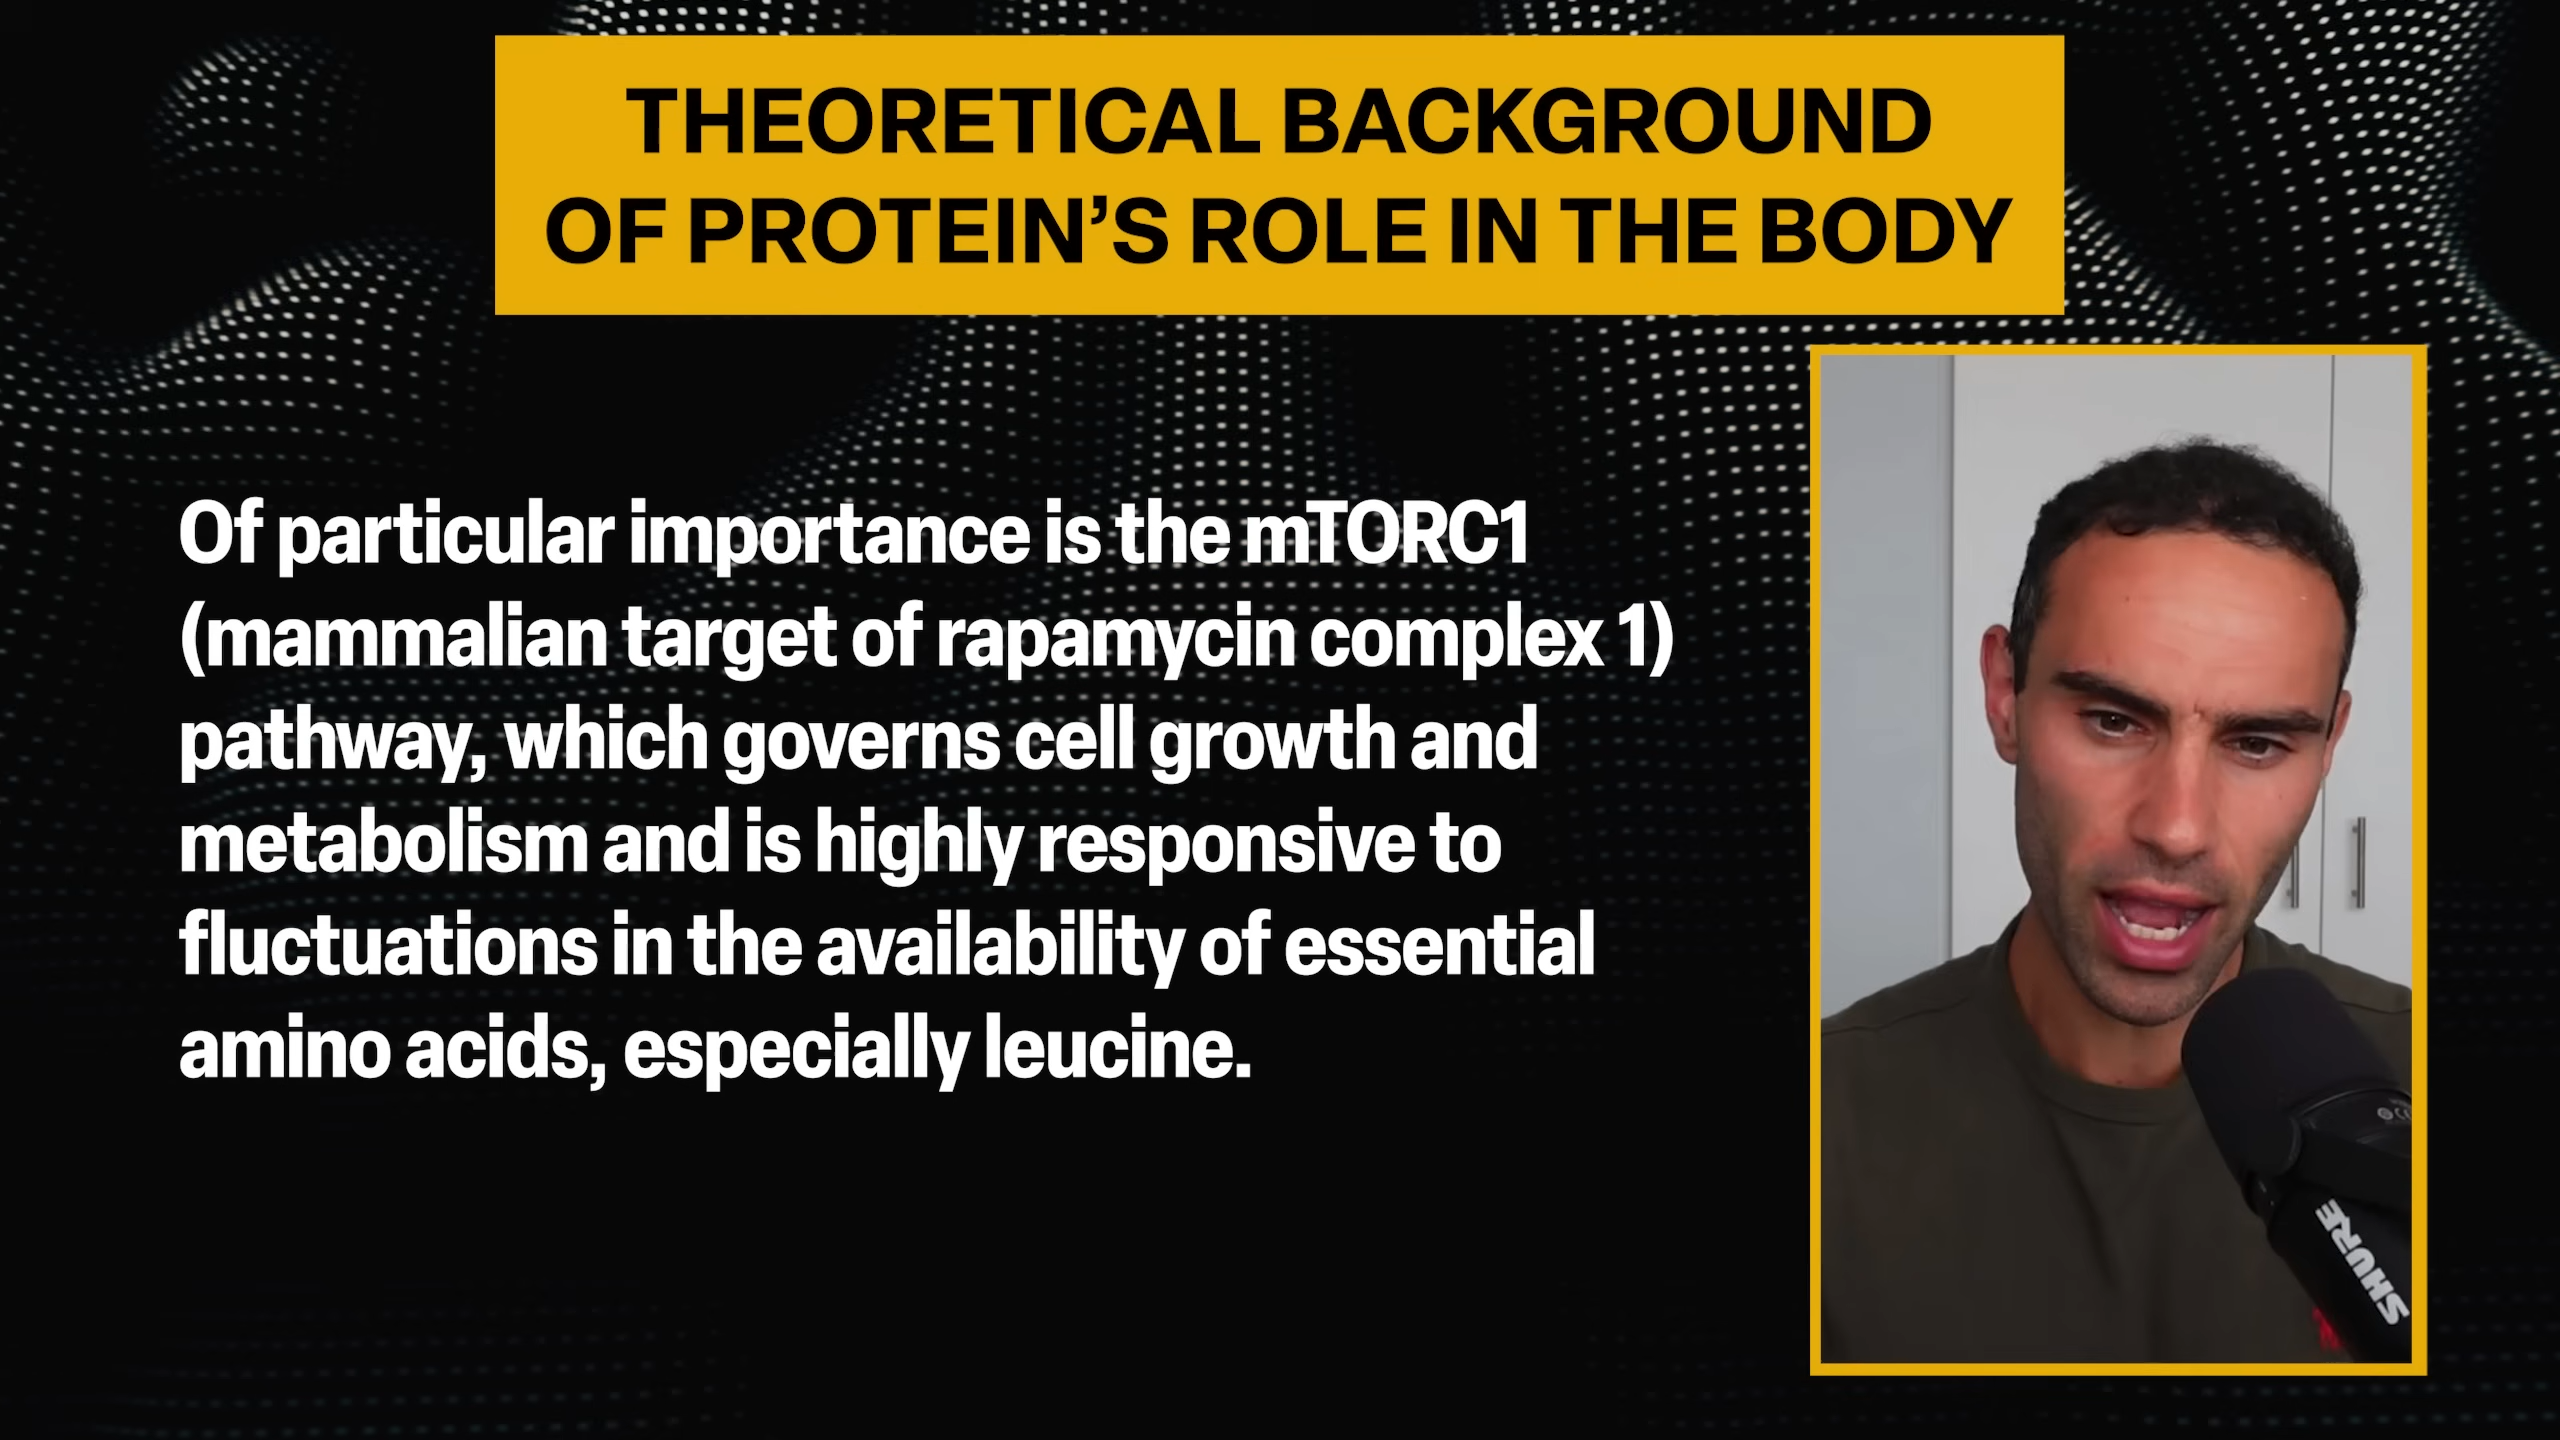 THEORETICAL BACKGROUND
OF PROTEIN’S ROLE IN THE BODY
Of particular importance is the mTORC1
(mammalian target of rapamycin complex 1)
pathway, which governs cell growth and
metabolism and is highly responsive to
fluctuations in the availability of essential
amino acids, especially leucine.
SHURE